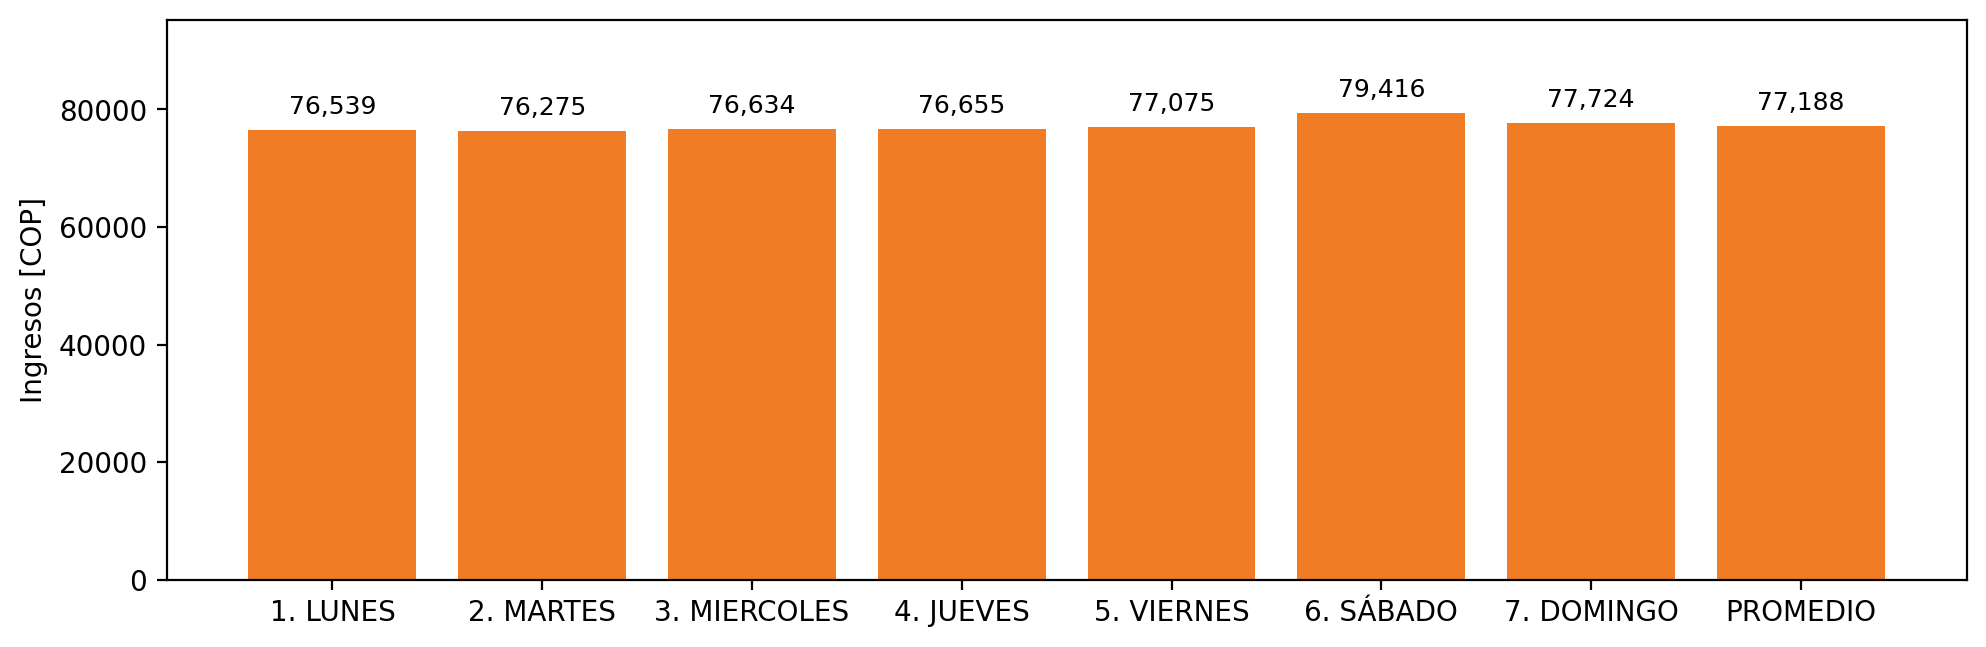 76,539 76,275 76,634 76,655 77,075 79,416 77,724 77,188
Ingresos [COP]
80000
60000
40000
20000
0
1. LUNES 2. MARTES 3. MIERCOLES 4. JUEVES 5. VIERNES 6. SÁBADO 7. DOMINGO PROMEDIO